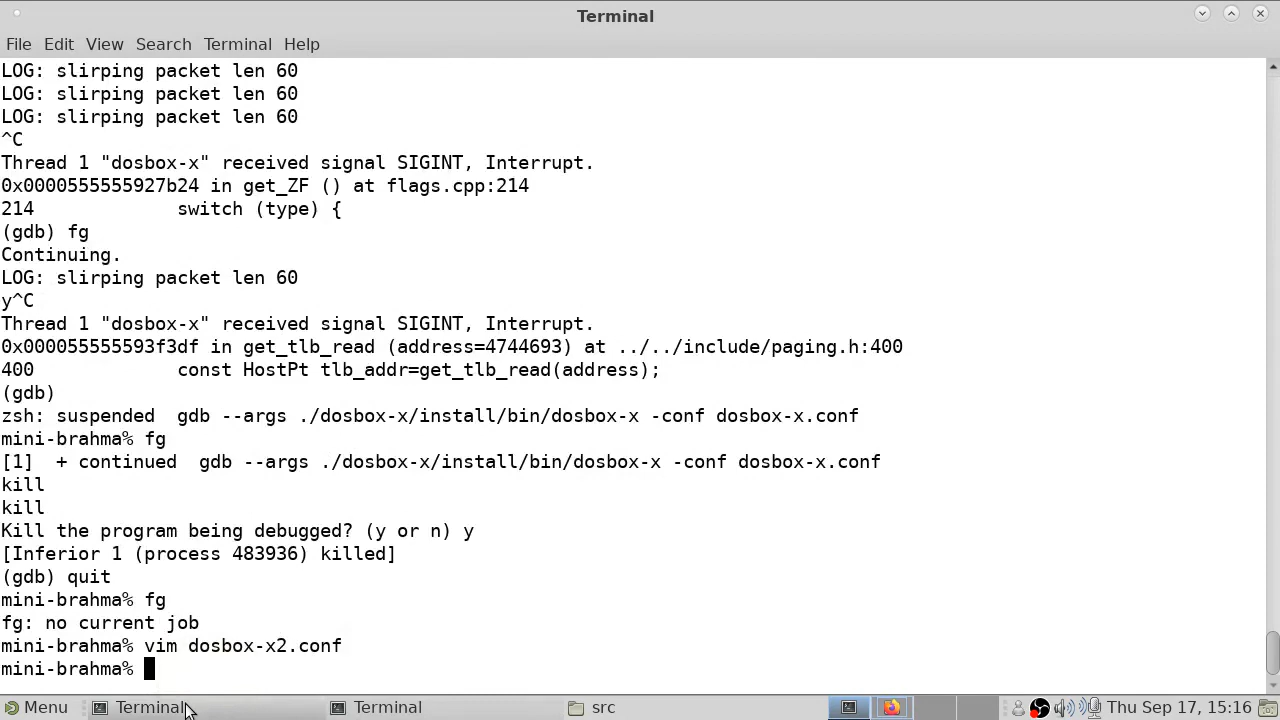 Terminal
File Edit View Search Terminal Help
LOG: slirping packet len 60
LOG: slirping packet len 60
LOG: slirping packet len 60
^C
Thread 1 "dosbox-x" received signal SIGINT, Interrupt.
0x0000555555927b24 in get_ZF () at flags.cpp:214
214             switch (type) {
(gdb) fg
Continuing.
LOG: slirping packet len 60
y^C
Thread 1 "dosbox-x" received signal SIGINT, Interrupt.
0x000055555593f3df in get_tlb_read (address=4744693) at ../../include/paging.h:400
400             const HostPt tlb_addr=get_tlb_read(address);
(gdb)
zsh: suspended  gdb --args ./dosbox-x/install/bin/dosbox-x -conf dosbox-x.conf
mini-brahma% fg
[1]  + continued  gdb --args ./dosbox-x/install/bin/dosbox-x -conf dosbox-x.conf
kill
kill
Kill the program being debugged? (y or n) y
[Inferior 1 (process 483936) killed]
(gdb) quit
mini-brahma% fg
fg: no current job
mini-brahma% vim dosbox-x2.conf
mini-brahma%
Menu Terminal Terminal src Thu Sep 17, 15:16